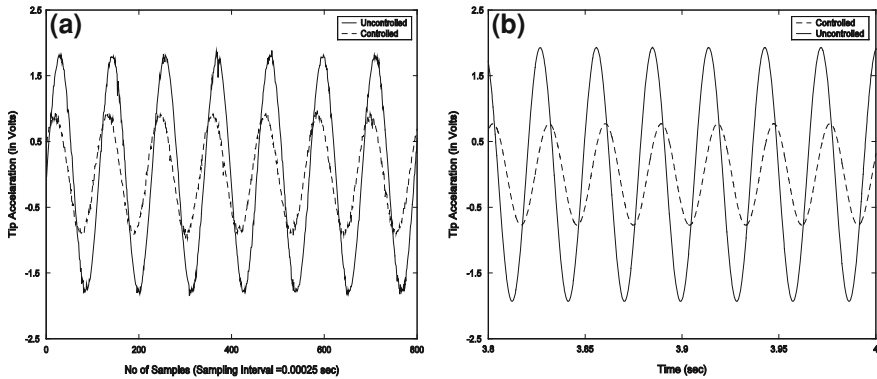 (a)
2.5
1.5
0.5
-0.5
-1.5
-2.5
Tip Accelaration (in Volts)
Uncontrolled
Controlled
0
200
400
600
800
No of Samples (Sampling Interval =0.00025 sec)
(b)
2.5
1.5
0.5
-0.5
-1.5
-2.5
Tip Acceleration (in Volts)
Controlled
Uncontrolled
3.8
3.85
3.9
3.95
4
Time (sec)